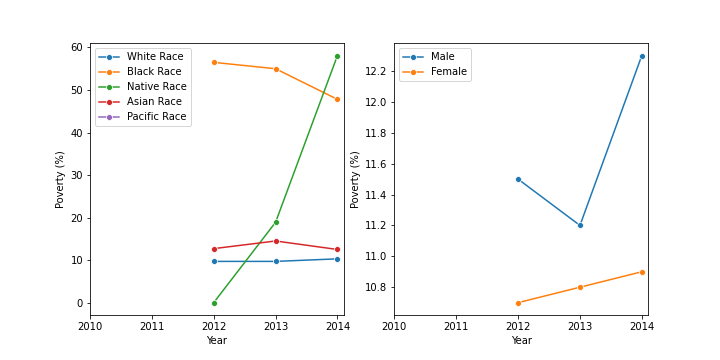 White Race
Black Race
Native Race
Asian Race
Pacific Race
60
50
40
30
20
10
0
Poverty (%)
2010 2011 2012 2013 2014
Year
Male
Female
12.2
12.0
11.8
11.6
11.4
11.2
11.0
10.8
Poverty (%)
2010 2011 2012 2013 2014
Year